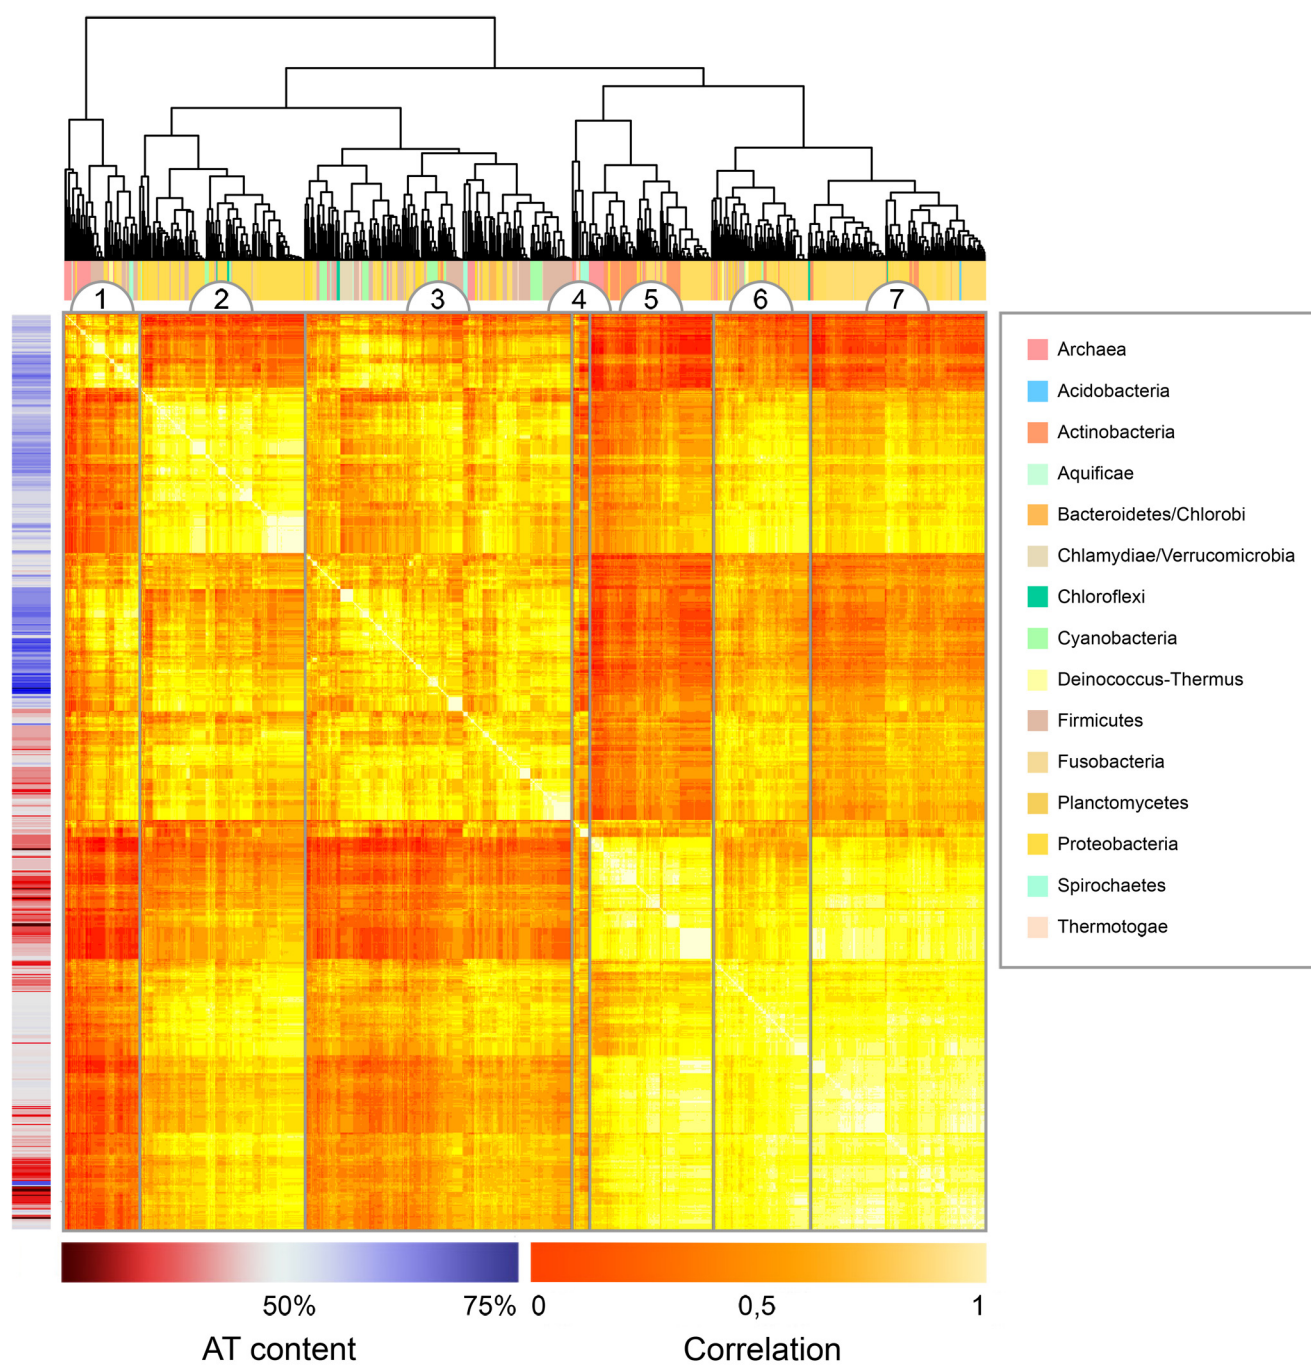 1 2 3 4 5 6 7
Archaea
Acidobacteria
Actinobacteria
Aquificae
Bacteroidetes/Chlorobi
Chlamydiae/Verrucomicrobia
Chloroflexi
Cyanobacteria
Deinococcus-Thermus
Firmicutes
Fusobacteria
Planctomycetes
Proteobacteria
Spirochaetes
Thermotogae
50% 75% 0 0,5 1
AT content Correlation